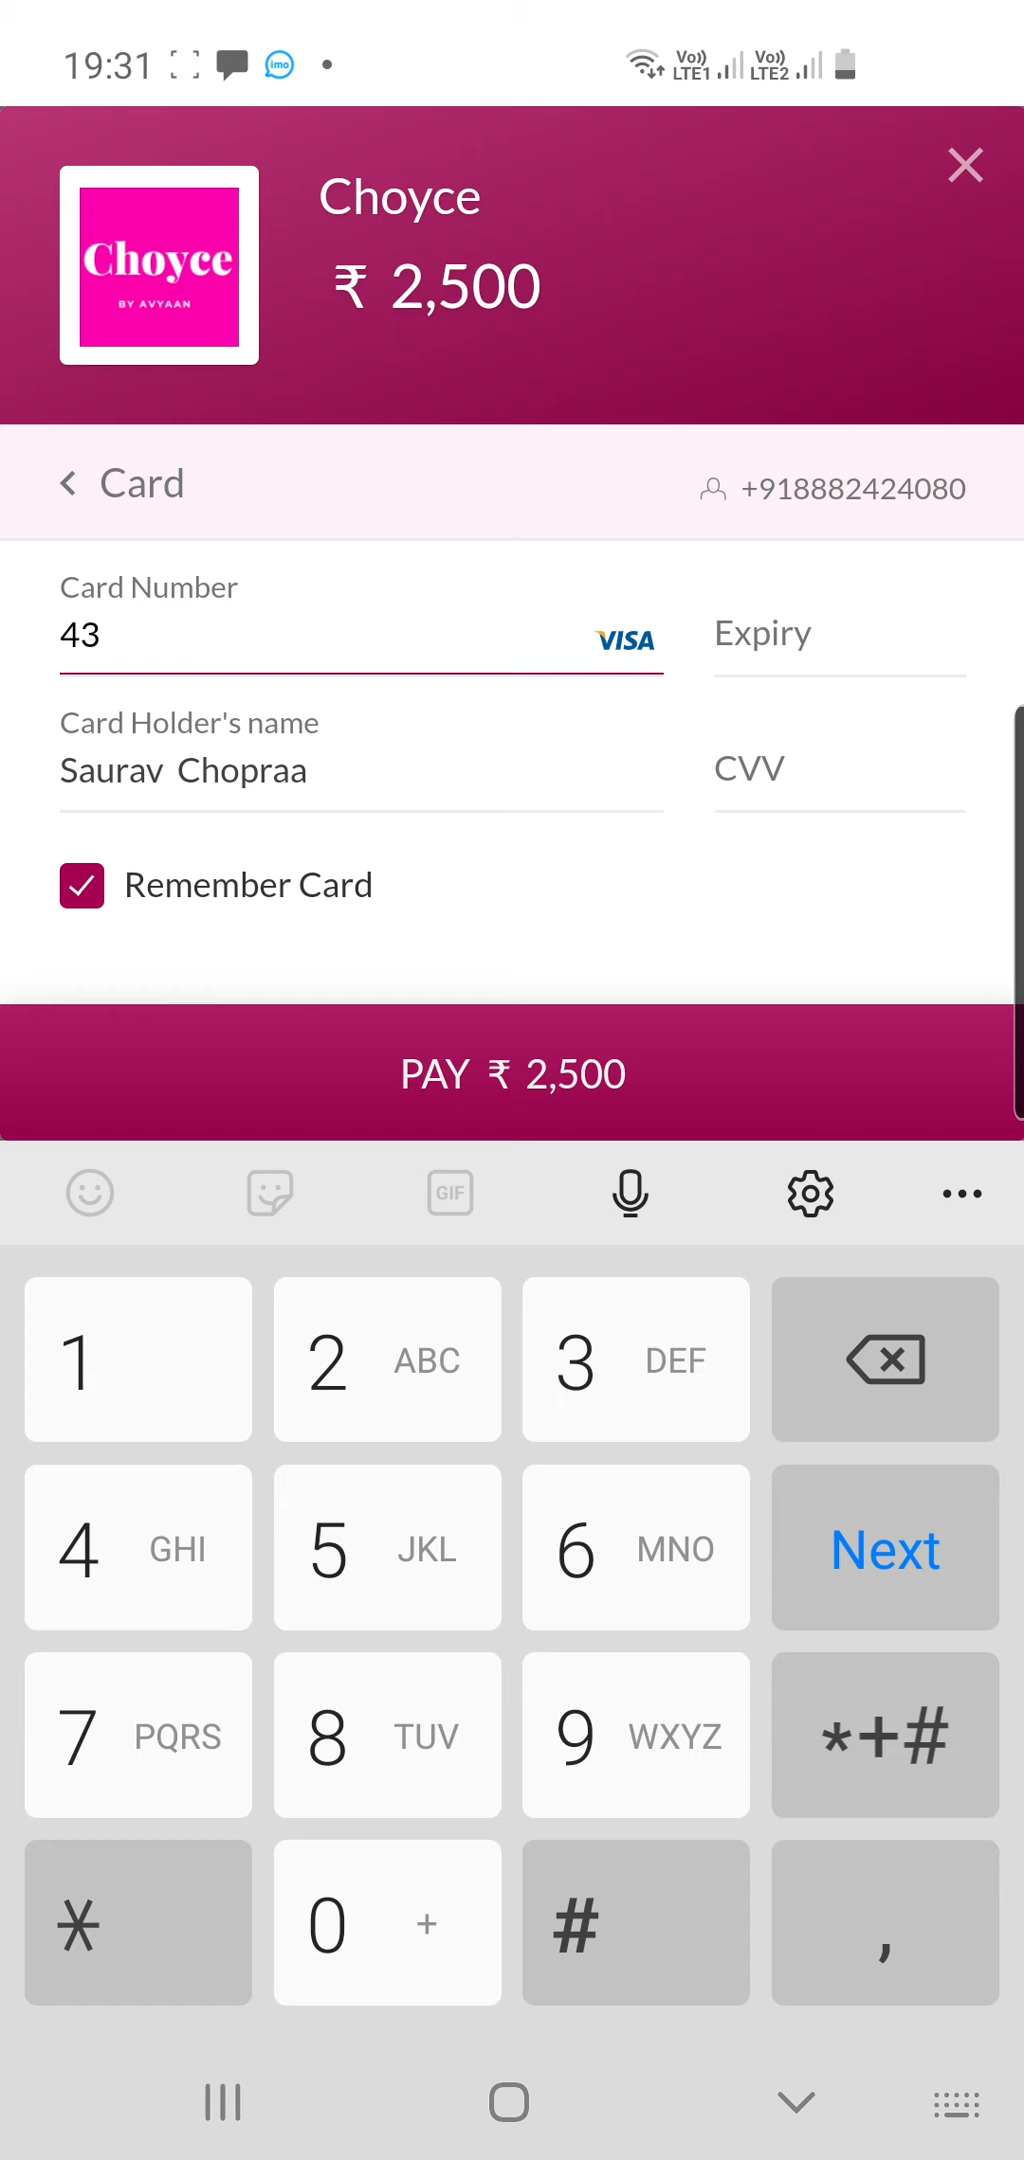 19:31 imo Vo)) LTE1 Vo)) LTE2
Choyce
BY AVYAAN
Choyce
₹ 2,500
Card
+918882424080
Card Number
43
VISA
Expiry
Card Holder's name
Saurav Chopraa
CVV
Remember Card
PAY ₹ 2,500
GIF
1
2 ABC
3 DEF
4 GHI
5 JKL
6 MNO
Next
7 PQRS
8 TUV
9 WXYZ
*+#
*
0 +
#
,